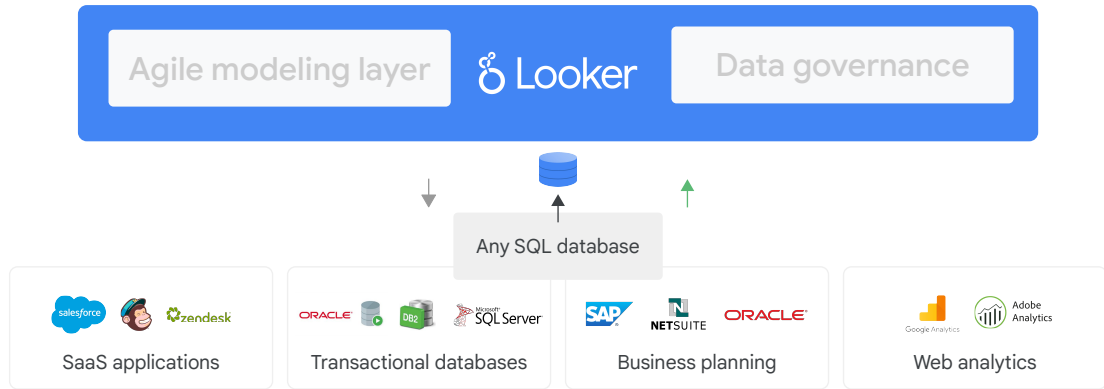 Agile modeling layer
Looker
Data governance
Any SQL database
salesforce
zendesk
ORACLE
DB2
Microsoft
SQL Server
SAP
NETSUITE
ORACLE
Google Analytics
Adobe
Analytics
SaaS applications
Transactional databases
Business planning
Web analytics